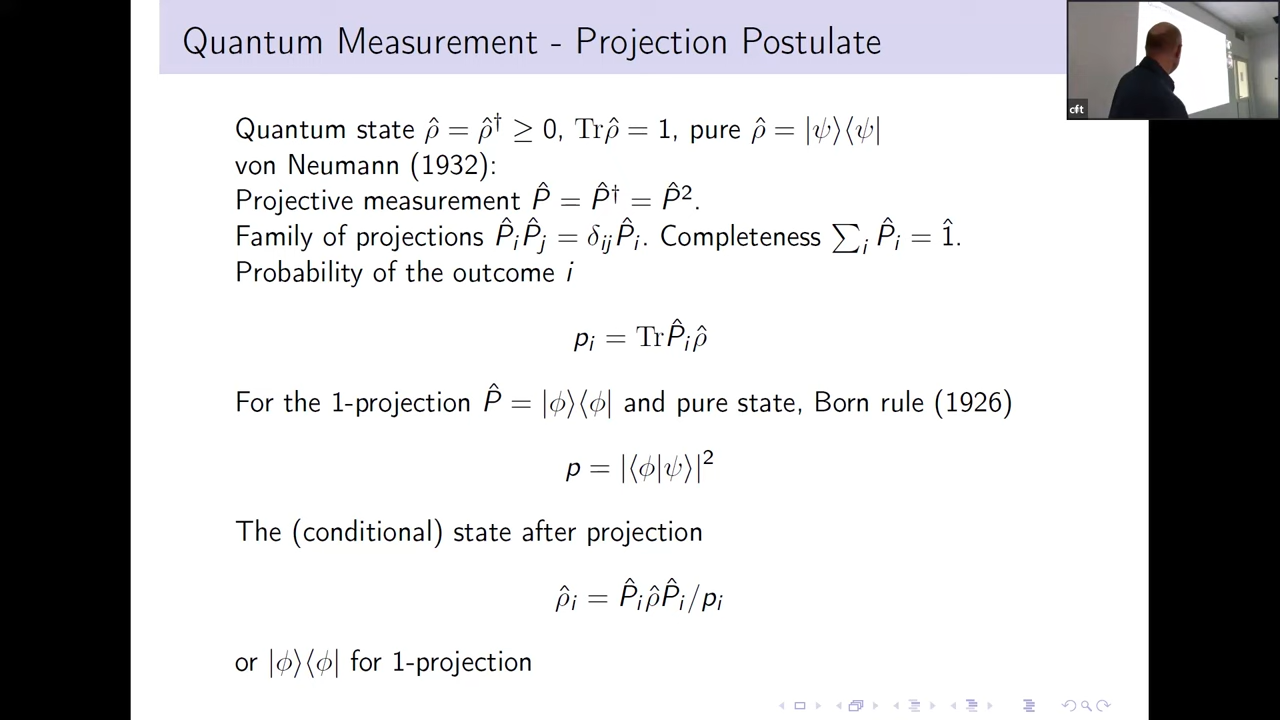 Quantum Measurement - Projection Postulate
cft
Quantum state ρ̂ = ρ̂† ≥ 0, Trρ̂ = 1, pure ρ̂ = |ψ⟩⟨ψ|
von Neumann (1932):
Projective measurement P̂ = P̂† = P̂².
Family of projections P̂ᵢP̂ⱼ = δᵢⱼP̂ᵢ. Completeness ∑ᵢ P̂ᵢ = 1̂.
Probability of the outcome i
pᵢ = TrP̂ᵢρ̂
For the 1-projection P̂ = |ϕ⟩⟨ϕ| and pure state, Born rule (1926)
p = |⟨ϕ|ψ⟩|²
The (conditional) state after projection
ρ̂ᵢ = P̂ᵢρ̂P̂ᵢ/pᵢ
or |ϕ⟩⟨ϕ| for 1-projection